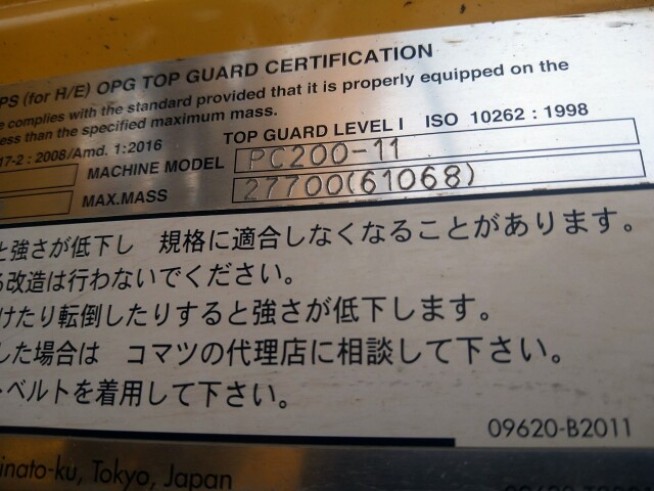 PS (for H/E) OPG TOP GUARD CERTIFICATION
complies with the standard provided that it is properly equipped on the
less than the specified maximum mass.
TOP GUARD LEVEL I ISO 10262 : 1998
17-2 : 2008/Amd. 1:2016
MACHINE MODEL PC200-11
MAX.MASS 27700(61068)
と強さが低下し 規格に適合しなくなることがあります。
改造は行わないでください。
けたり転倒したりすると強さが低下します。
した場合は コマツの代理店に相談して下さい。
ベルトを着用して下さい。
09620-B2011
inato-ku, Tokyo, Japan